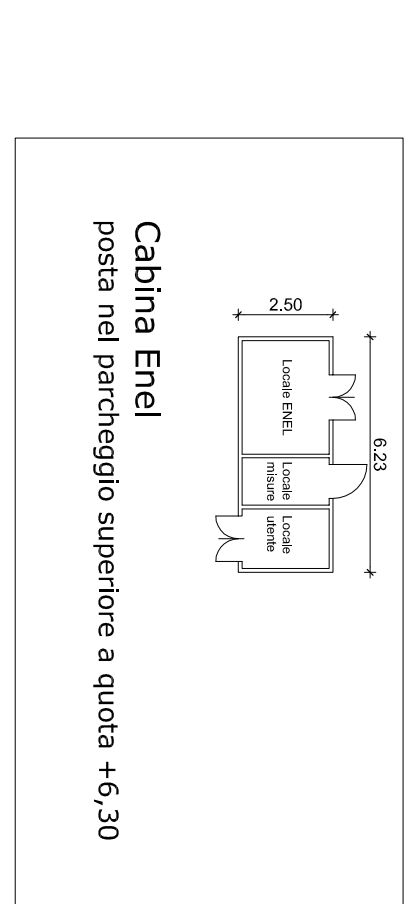 2.50
6.23
Locale ENEL
Locale
misure
Locale
utente
Cabina Enel
posta nel parcheggio superiore a quota +6,30